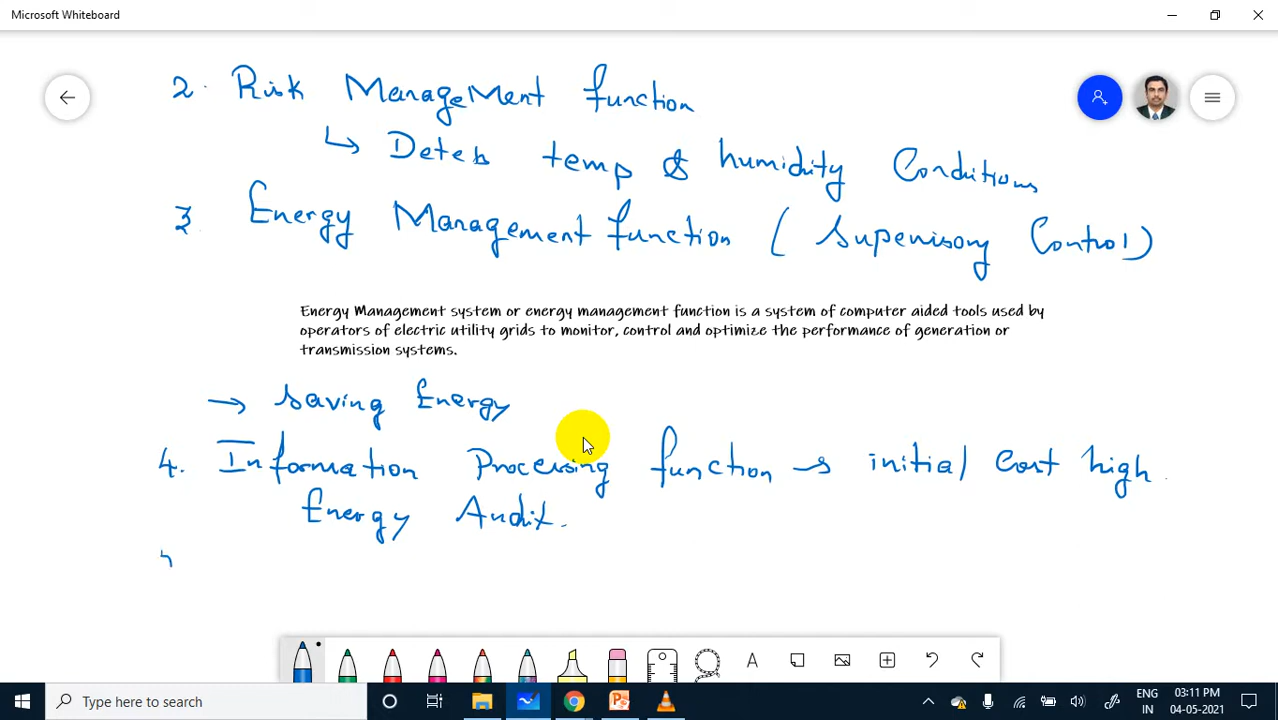 Microsoft Whiteboard
2. Risk Management function
↳ Detects temp & humidity Conditions
3. Energy Management function ( Supervisory Control )
Energy Management system or energy management function is a system of computer aided tools used by
operators of electric utility grids to monitor, control and optimize the performance of generation or
transmission systems.
→ Saving Energy
4. Information Processing function → initial Cost high
Energy Audit.
A
Type here to search
ENG
IN
03:11 PM
04-05-2021